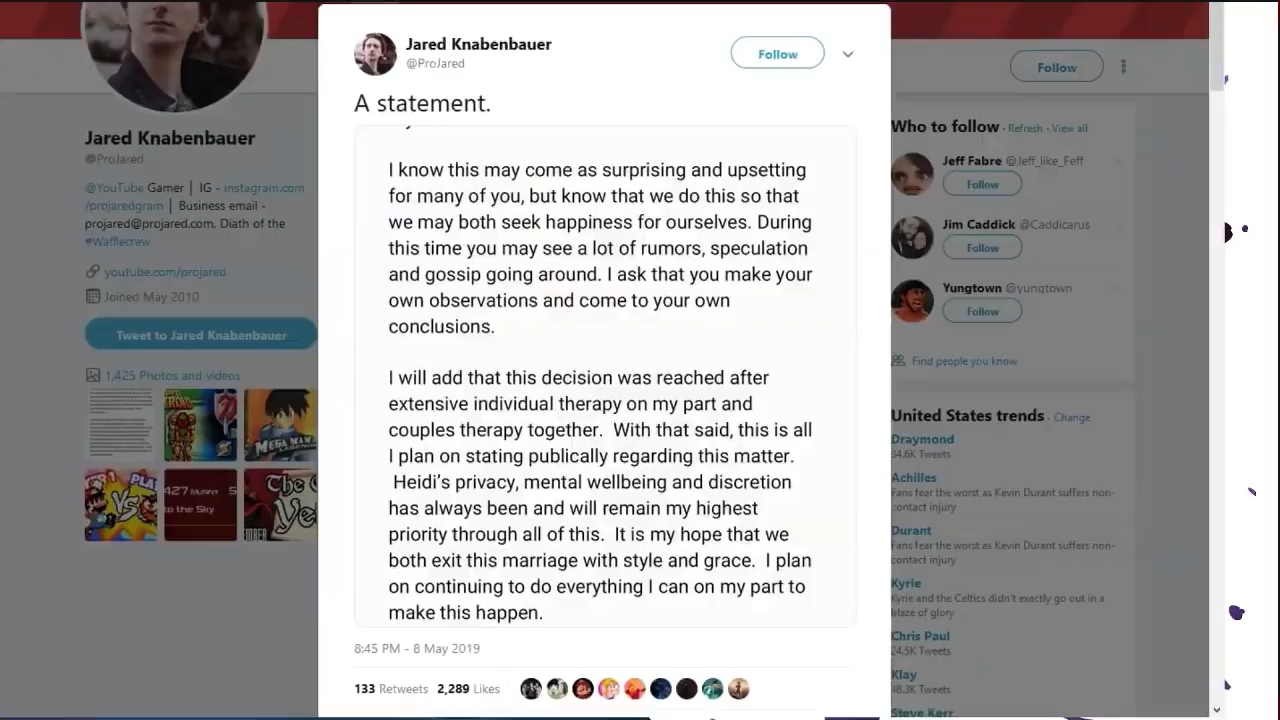 Jared Knabenbauer
@ProJared
Follow
A statement.
I know this may come as surprising and upsetting
for many of you, but know that we do this so that
we may both seek happiness for ourselves. During
this time you may see a lot of rumors, speculation
and gossip going around. I ask that you make your
own observations and come to your own
conclusions.
I will add that this decision was reached after
extensive individual therapy on my part and
couples therapy together. With that said, this is all
I plan on stating publically regarding this matter.
Heidi's privacy, mental wellbeing and discretion
has always been and will remain my highest
priority through all of this. It is my hope that we
both exit this marriage with style and grace. I plan
on continuing to do everything I can on my part to
make this happen.
8:45 PM - 8 May 2019
133 Retweets 2,289 Likes
Jared Knabenbauer
@ProJared
@YouTube Gamer | IG - instagram.com
/projaredgram | Business email -
projared@projared.com, Diath of the
#Wafflecrew
youtube.com/projared
Joined May 2010
Tweet to Jared Knabenbauer
1,425 Photos and videos
MEGA MAN
VS
to the Sky
The
Follow
Who to follow · Refresh · View all
Jeff Fabre @Jeff_like_Feff
Follow
Jim Caddick @Caddicarus
Follow
Yungtown @yungtown
Follow
Find people you know
United States trends · Change
Draymond
34.6K Tweets
Achilles
Fans fear the worst as Kevin Durant suffers non-
contact injury
Durant
Fans fear the worst as Kevin Durant suffers non-
contact injury
Kyrie
Kyrie and the Celtics didn't exactly go out in a
blaze of glory
Chris Paul
24.5K Tweets
Klay
48.3K Tweets
Steve Kerr